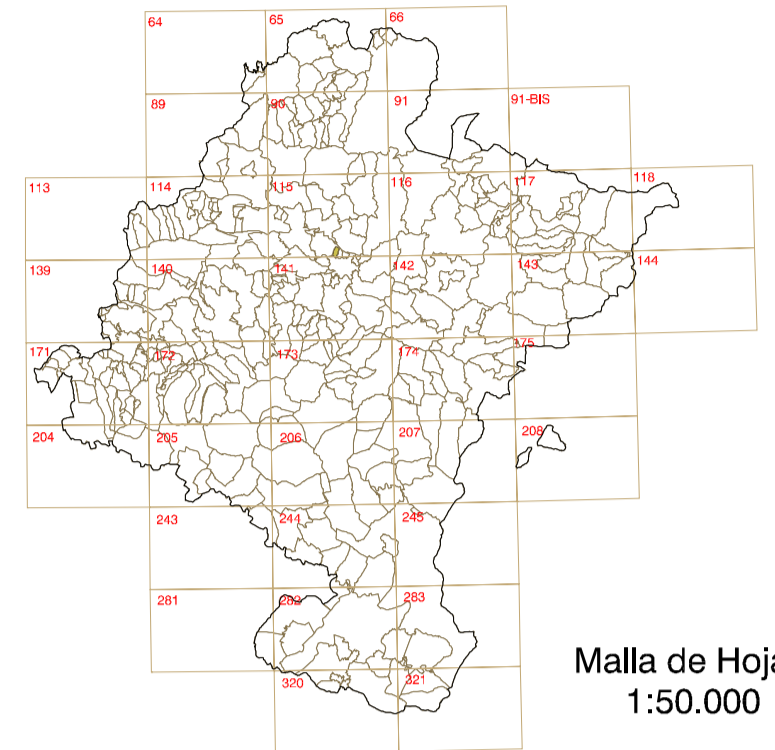 64 65 66
89 90 91 91-BIS
113 114 115 116 117 118
139 140 141 142 143 144
171 172 173 174 175
204 205 206 207 208
243 244 245
281 282 283
320 321
Malla de Hoja
1:50.000